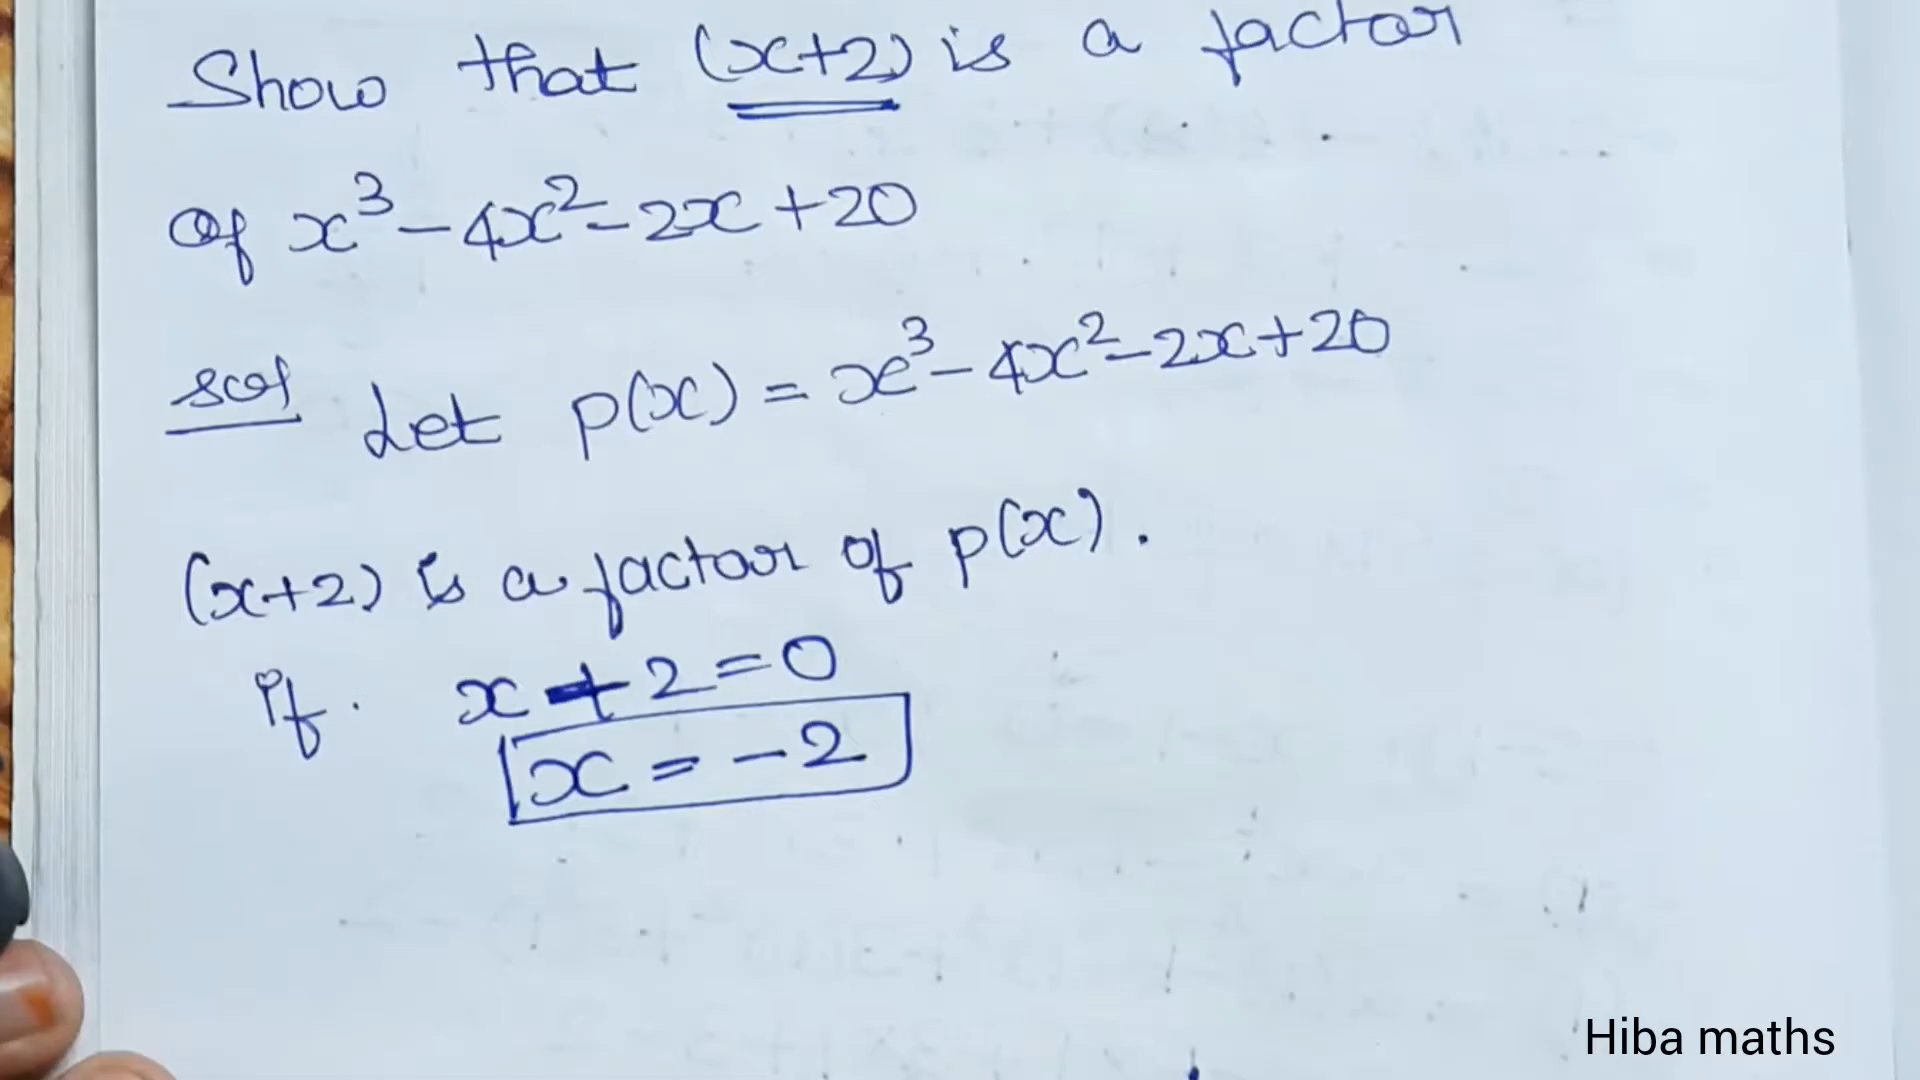 Show that (x+2) is a factor
of x³-4x²-2x+20
sol Let p(x) = x³-4x²-2x+20
(x+2) is a factor of p(x).
If. x+2=0
x = -2
Hiba maths